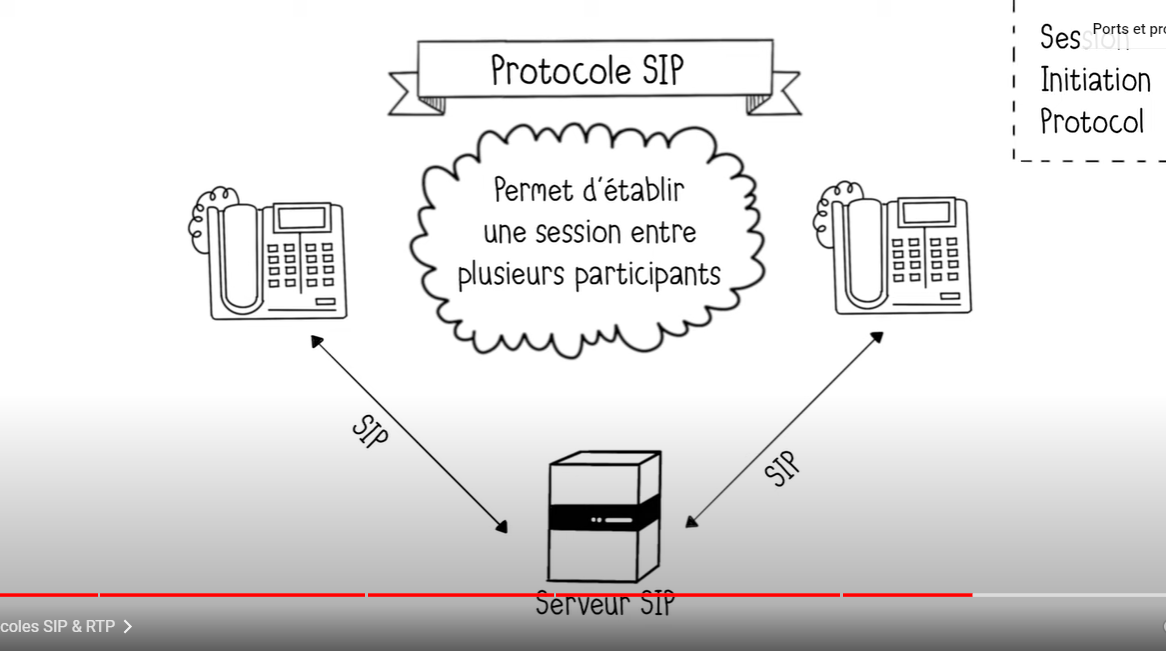 Ports et pro
Session
Initiation
Protocol
Protocole SIP
Permet d'établir
une session entre
plusieurs participants
SIP
SIP
Serveur SIP
coles SIP & RTP